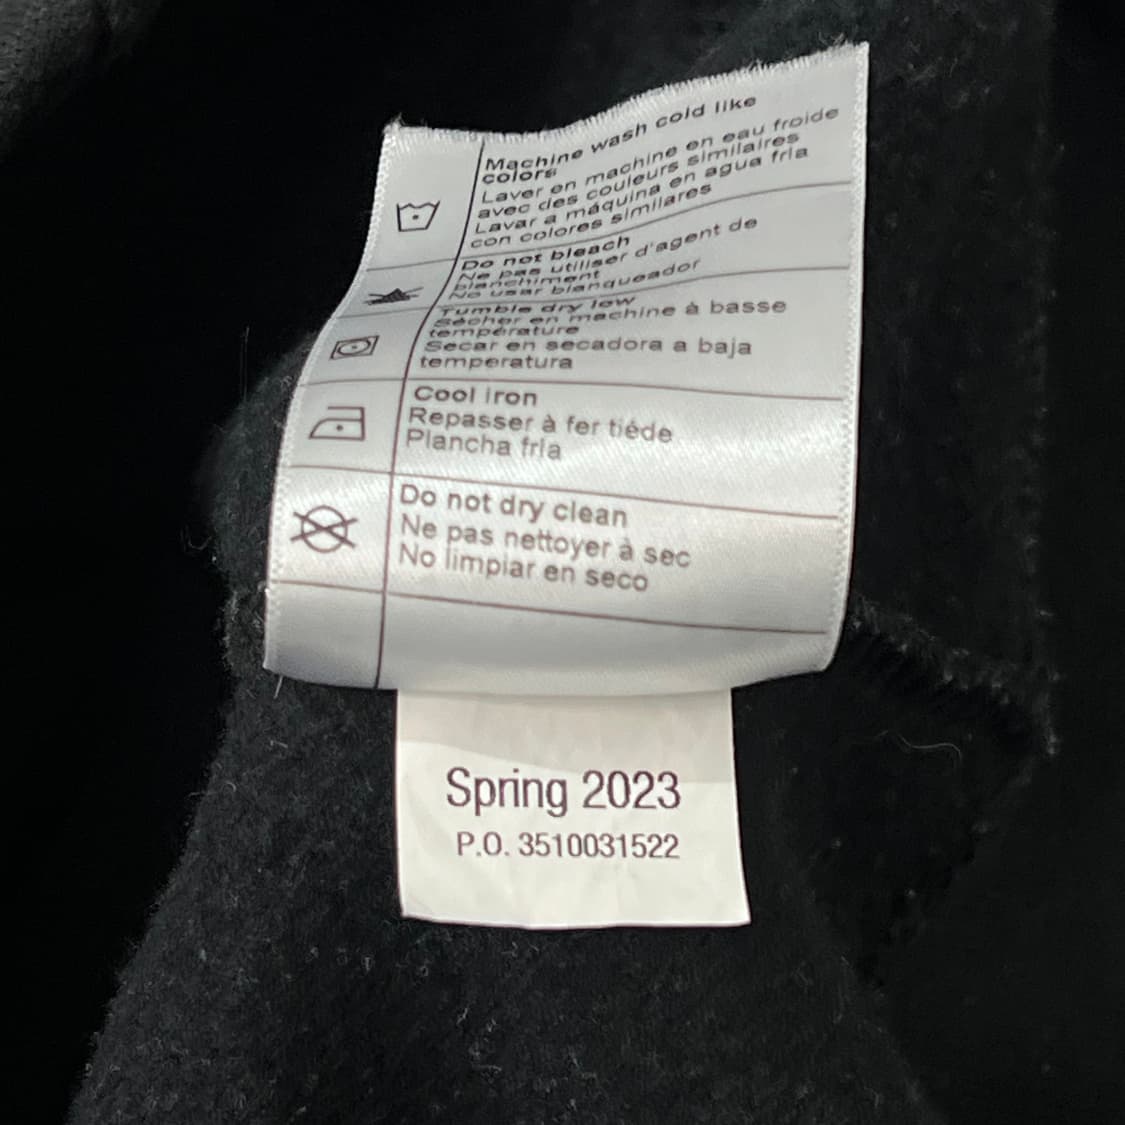 Machine wash cold like
colors
Laver en machine en eau froide
avec des couleurs similaires
Lavar a máquina en agua fria
con colores similares
Do not bleach
Ne pas utiliser d'agent de
blanchiment
No usar blanqueador
Tumble dry low
Sécher en machine à basse
température
Secar en secadora a baja
temperatura
Cool iron
Repasser à fer tiéde
Plancha fria
Do not dry clean
Ne pas nettoyer à sec
No limpiar en seco
Spring 2023
P.O. 3510031522